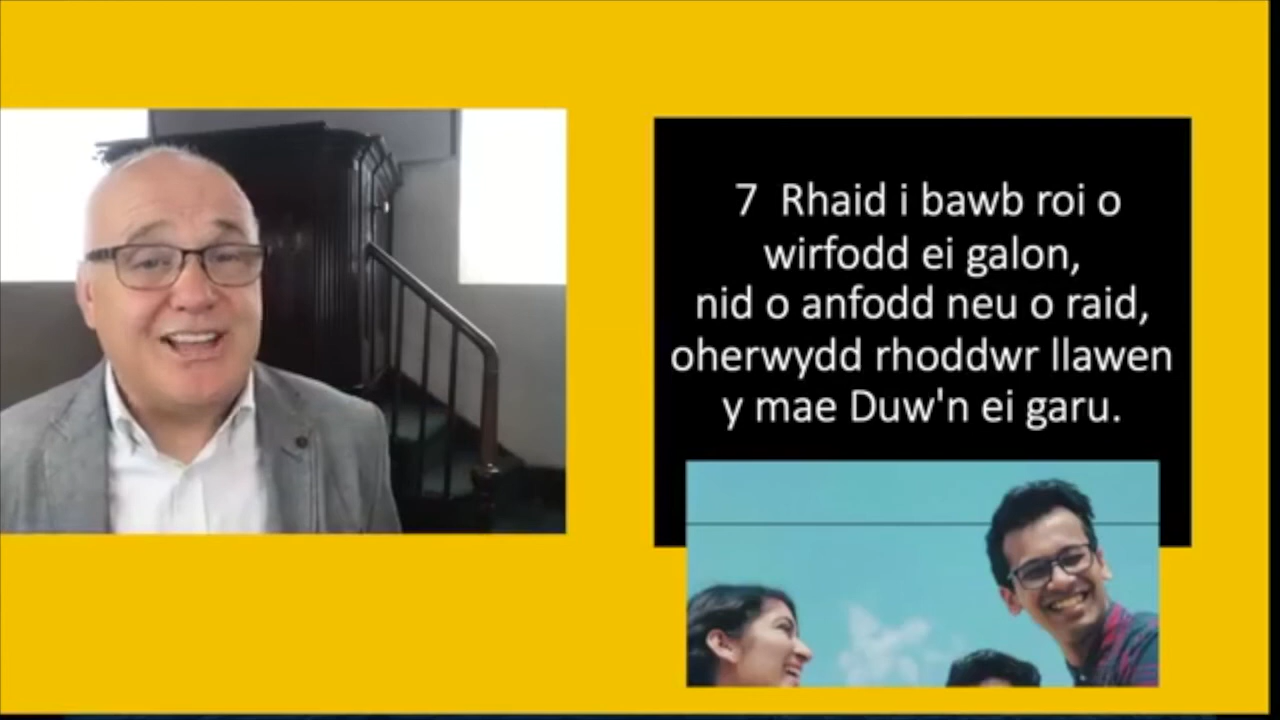 7 Rhaid i bawb roi o
wirfodd ei galon,
nid o anfodd neu o raid,
oherwydd rhoddwr llawen
y mae Duw'n ei garu.